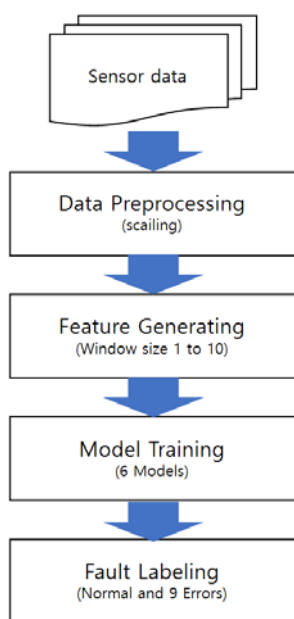 Sensor data
Data Preprocessing
(scailing)
Feature Generating
(Window size 1 to 10)
Model Training
(6 Models)
Fault Labeling
(Normal and 9 Errors)